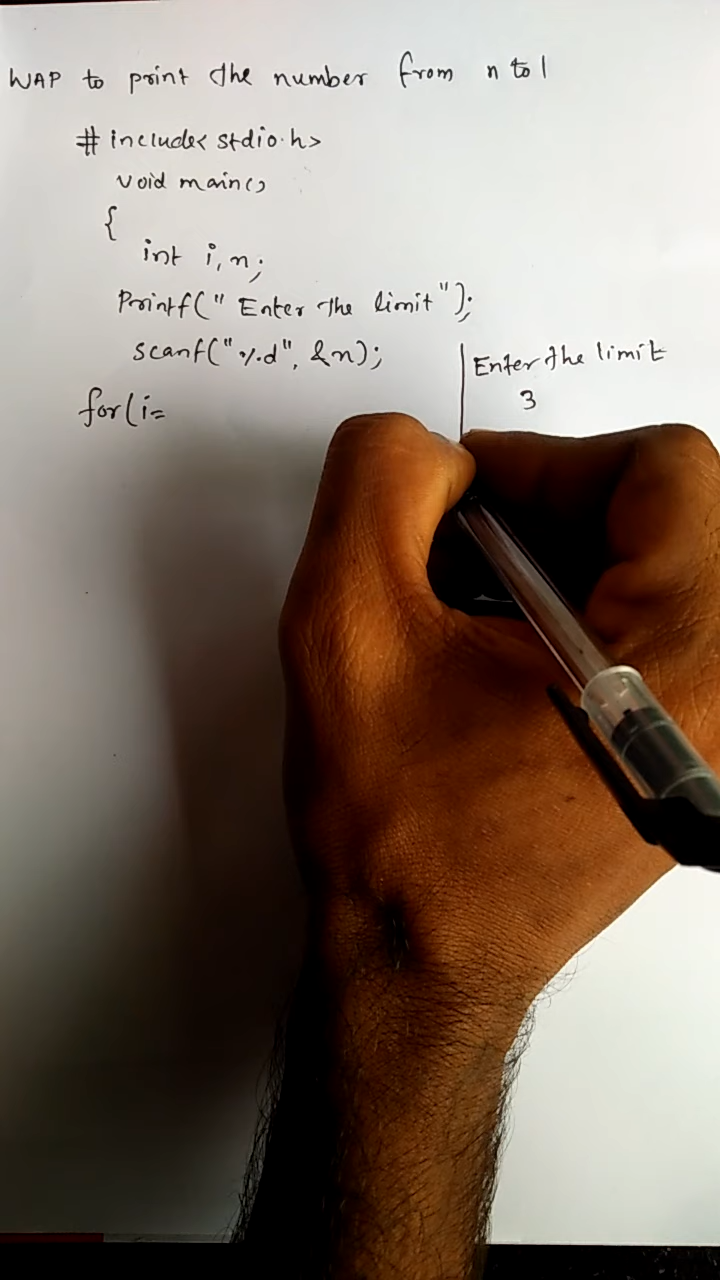 WAP to print the number from n to 1
# include< stdio.h>
void main()
{
int i, n;
Printf(" Enter the limit");
scanf("%d", &n);
for(i=
Enter the limit
3